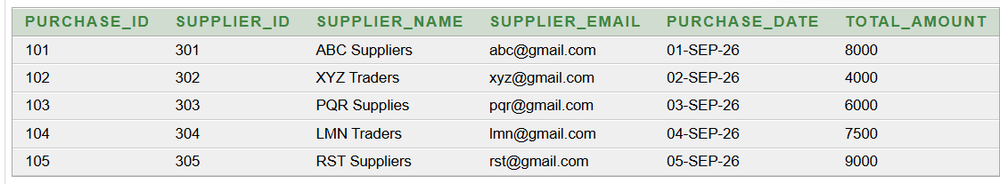 PURCHASE_ID SUPPLIER_ID SUPPLIER_NAME SUPPLIER_EMAIL PURCHASE_DATE TOTAL_AMOUNT
101 301 ABC Suppliers abc@gmail.com 01-SEP-26 8000
102 302 XYZ Traders xyz@gmail.com 02-SEP-26 4000
103 303 PQR Supplies pqr@gmail.com 03-SEP-26 6000
104 304 LMN Traders lmn@gmail.com 04-SEP-26 7500
105 305 RST Suppliers rst@gmail.com 05-SEP-26 9000